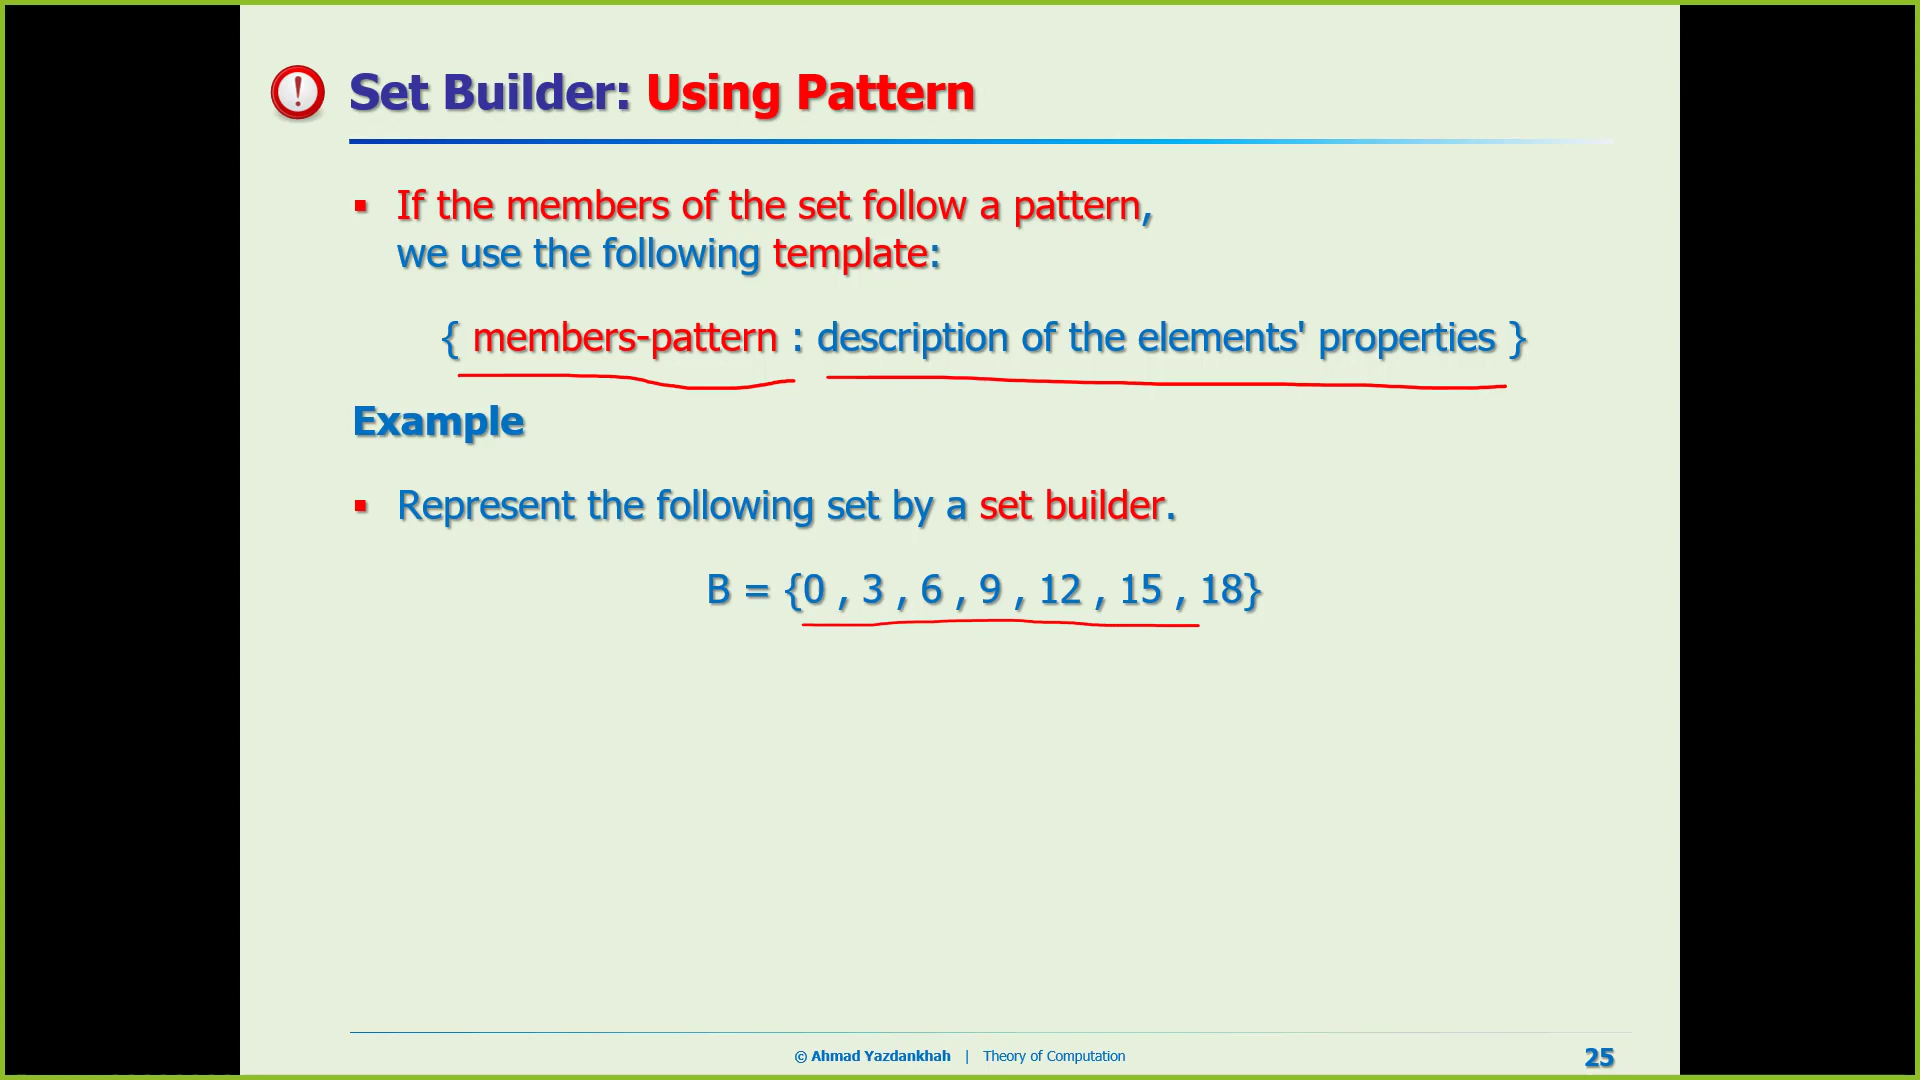 Set Builder: Using Pattern
▪ If the members of the set follow a pattern,
we use the following template:
{ members-pattern : description of the elements' properties }
Example
▪ Represent the following set by a set builder.
B = {0 , 3 , 6 , 9 , 12 , 15 , 18}
© Ahmad Yazdankhah | Theory of Computation
25